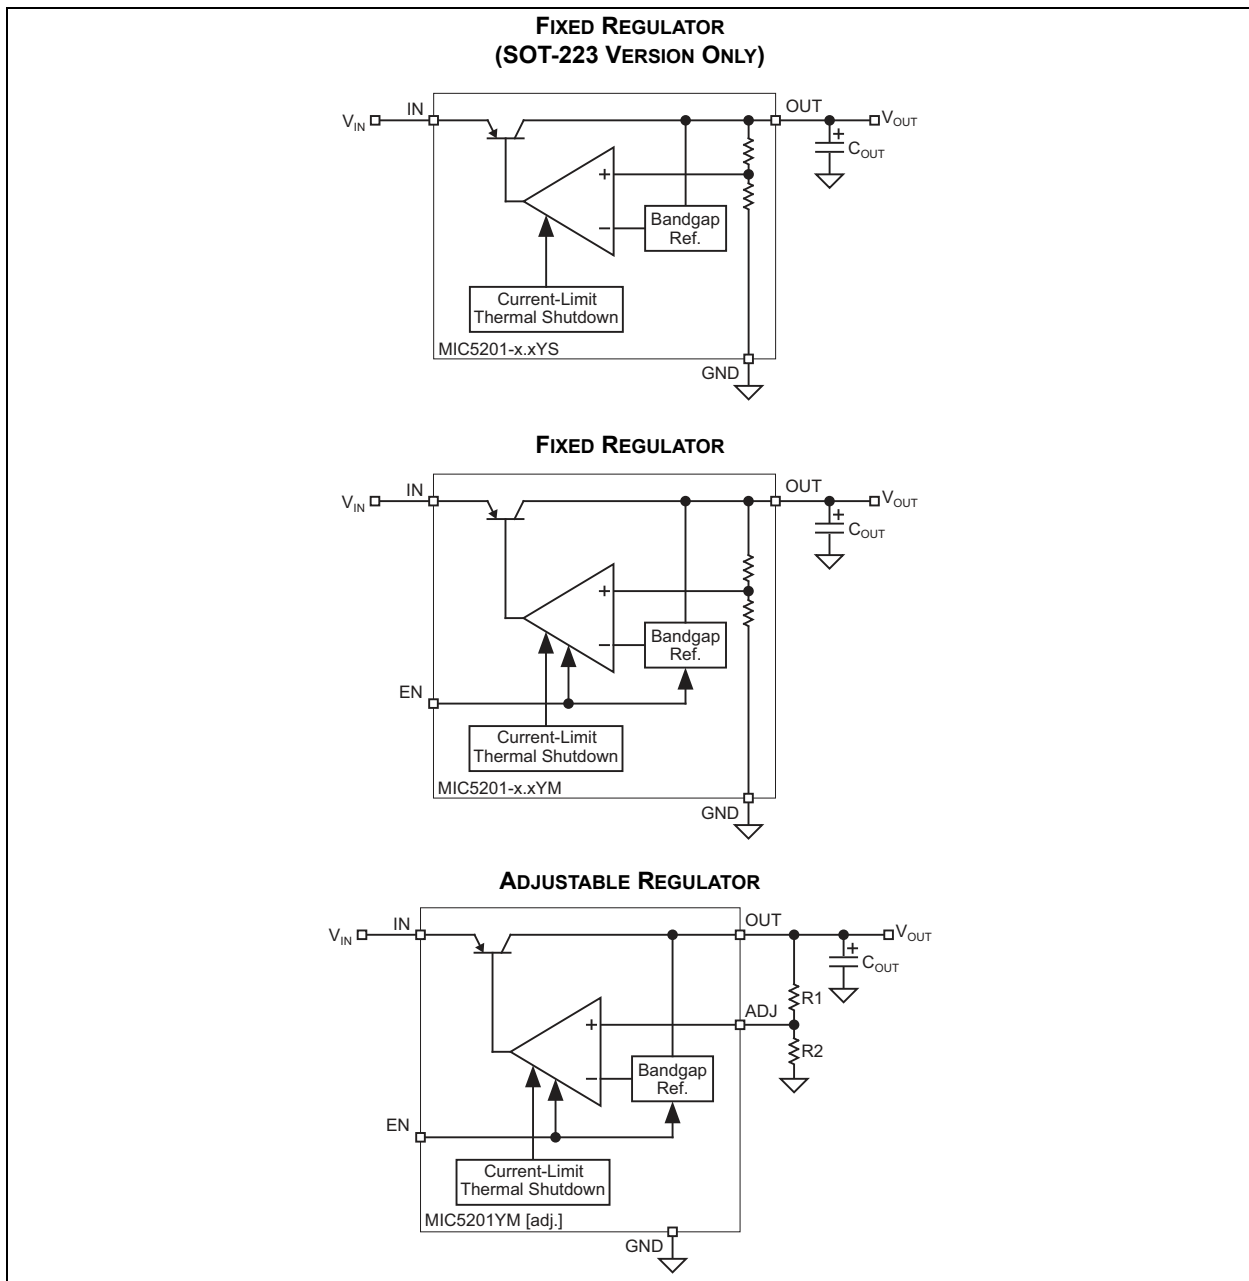 FIXED REGULATOR
(SOT-223 VERSION ONLY)
IN
OUT
VIN
VOUT
+
COUT
+
−
Bandgap
Ref.
Current-Limit
Thermal Shutdown
MIC5201-x.xYS
GND
FIXED REGULATOR
IN
OUT
VIN
VOUT
+
COUT
+
−
Bandgap
Ref.
EN
Current-Limit
Thermal Shutdown
MIC5201-x.xYM
GND
ADJUSTABLE REGULATOR
IN
OUT
VIN
VOUT
+
COUT
R1
ADJ
+
R2
−
Bandgap
Ref.
EN
Current-Limit
Thermal Shutdown
MIC5201YM [adj.]
GND